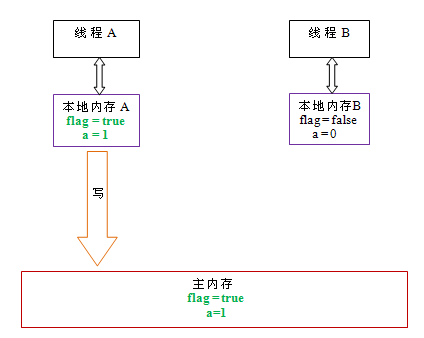 线程 A
线程 B
本地内存 A
flag = true
a = 1
本地内存B
flag = false
a = 0
写
主内存
flag = true
a=1